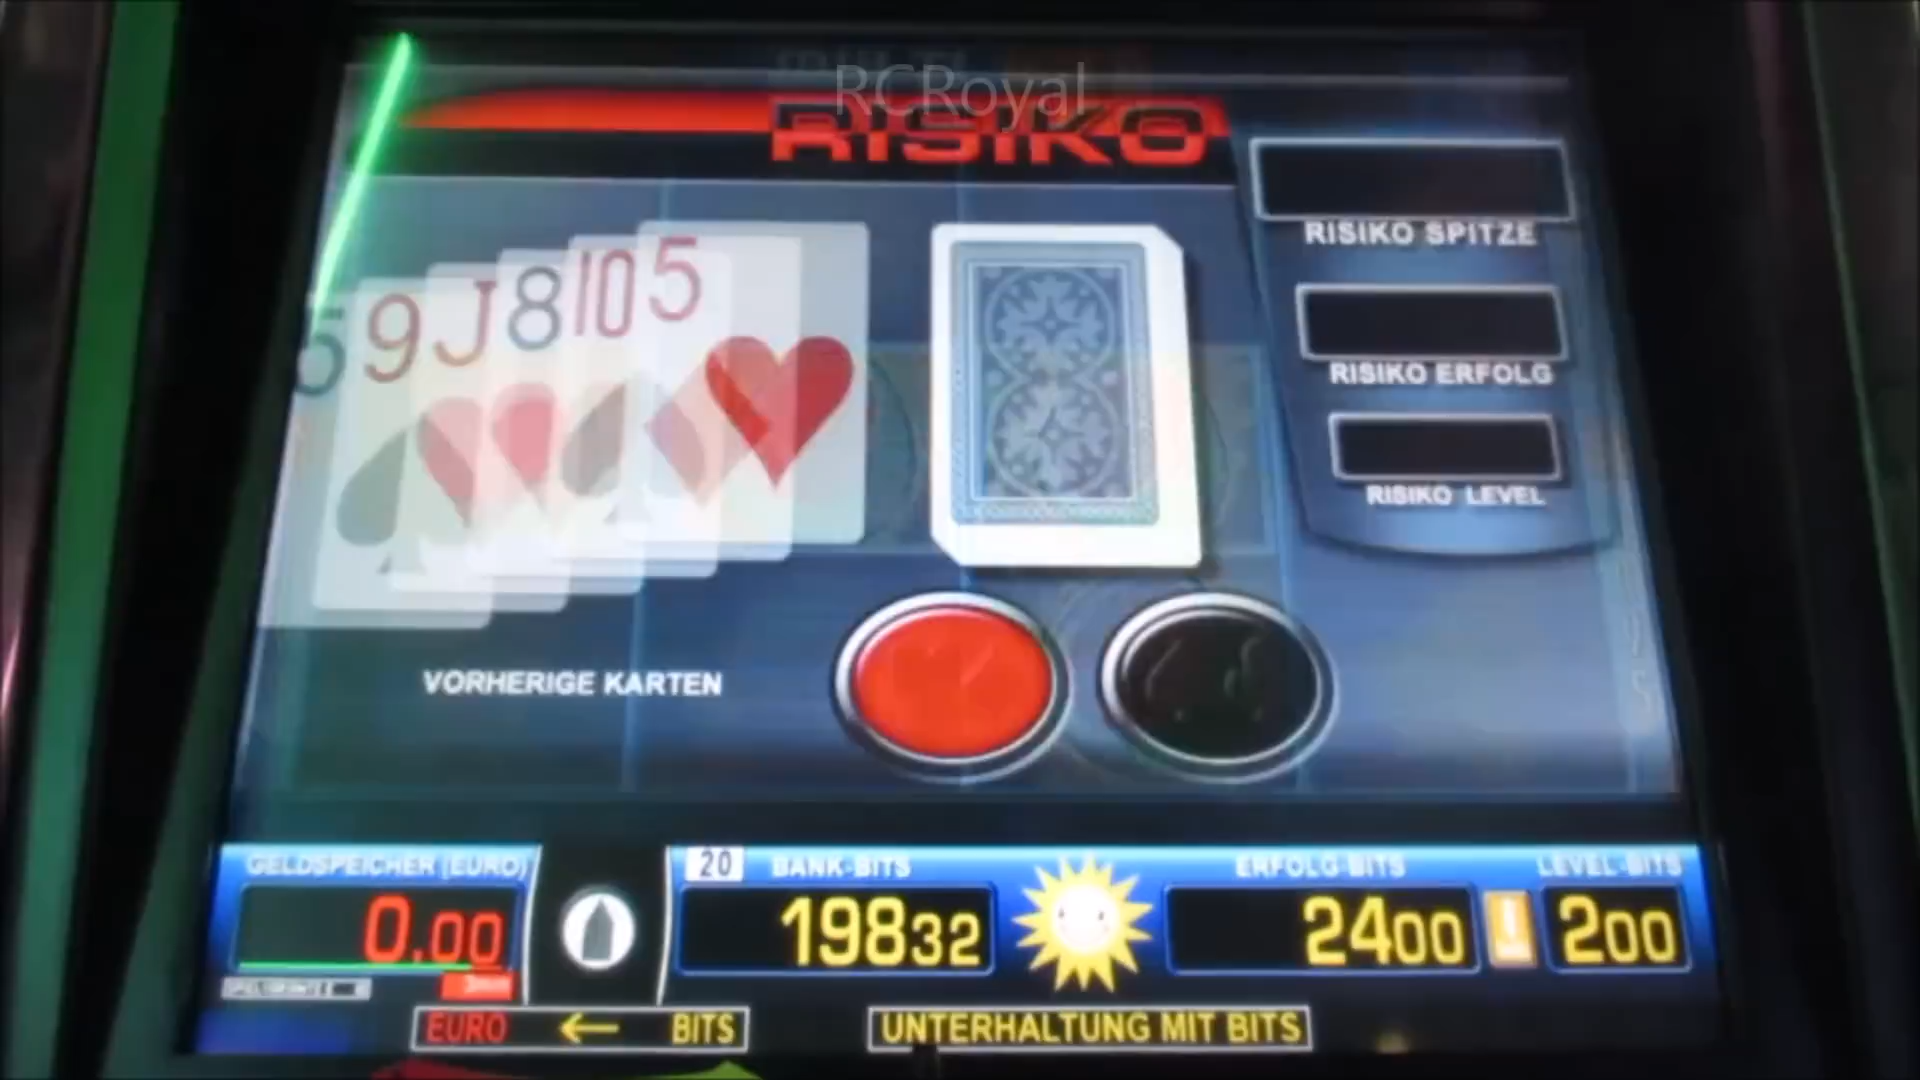 RCRoyal
RISIKO
RISIKO SPITZE
5 9 J 8 10 5
RISIKO ERFOLG
RISIKO LEVEL
VORHERIGE KARTEN
GELDSPEICHER (EURO)
20 BANK-BITS
ERFOLG-BITS
LEVEL-BITS
0.00
19832
2400
200
EURO ← BITS
UNTERHALTUNG MIT BITS